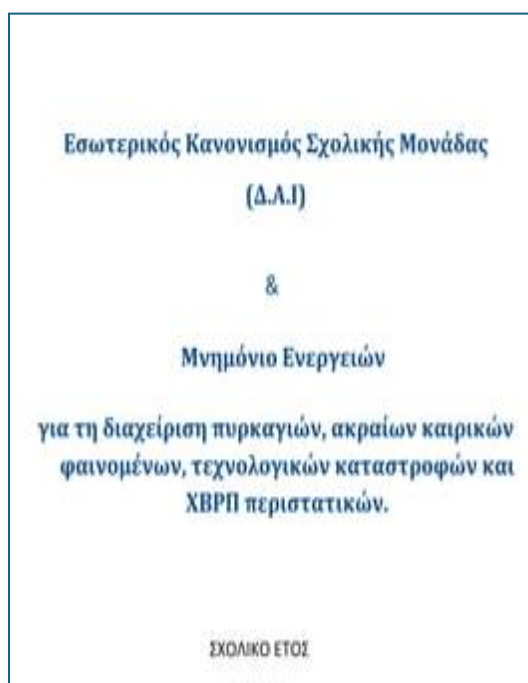 Εσωτερικός Κανονισμός Σχολικής Μονάδας
(Δ.Λ.Ι)
&
Μνημόνιο Ενεργειών
για τη διαχείριση πυρκαγιών, ακραίων καιρικών
φαινομένων, τεχνολογικών καταστροφών και
ΧΒΡΠ περιστατικών.
ΣΧΟΛΙΚΟ ΕΤΟΣ